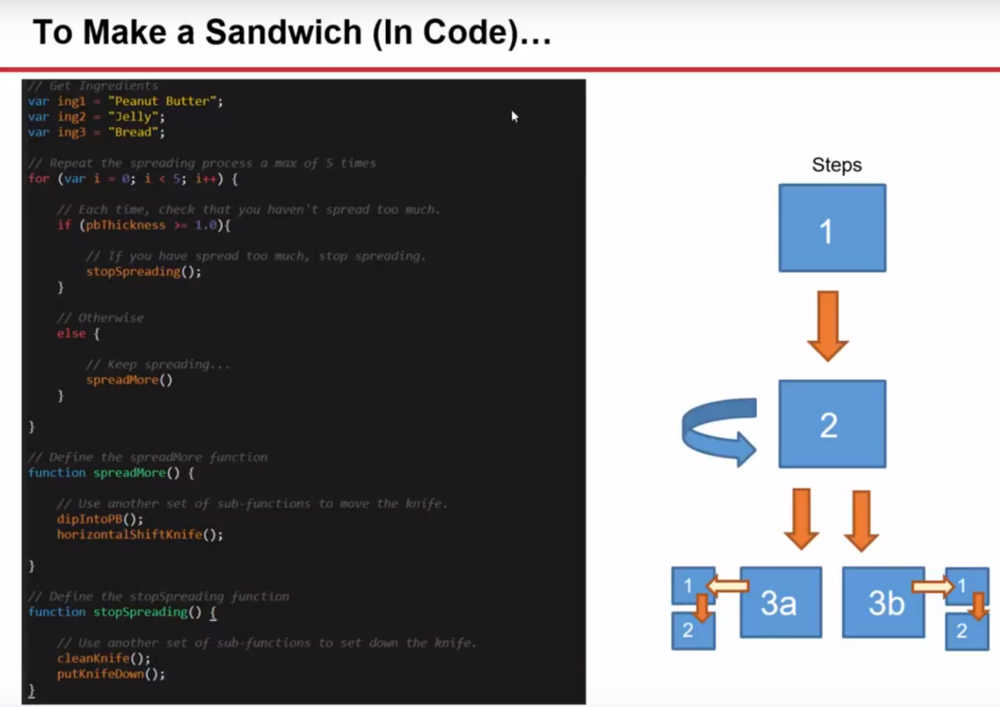 To Make a Sandwich (In Code)...
// Get Ingredients
var ing1 = "Peanut Butter";
var ing2 = "Jelly";
var ing3 = "Bread";
// Repeat the spreading process a max of 5 times
for (var i = 0; i < 5; i++) {
// Each time, check that you haven't spread too much.
if (pbThickness >= 1.0){
// If you have spread too much, stop spreading.
stopSpreading();
}
// Otherwise
else {
// Keep spreading...
spreadMore()
}
}
// Define the spreadMore function
function spreadMore() {
// Use another set of sub-functions to move the knife.
dipIntoPB();
horizontalShiftKnife();
}
// Define the stopSpreading function
function stopSpreading() {
// Use another set of sub-functions to set down the knife.
cleanKnife();
putKnifeDown();
}
Steps
1
2
1
3a
3b
1
2
2